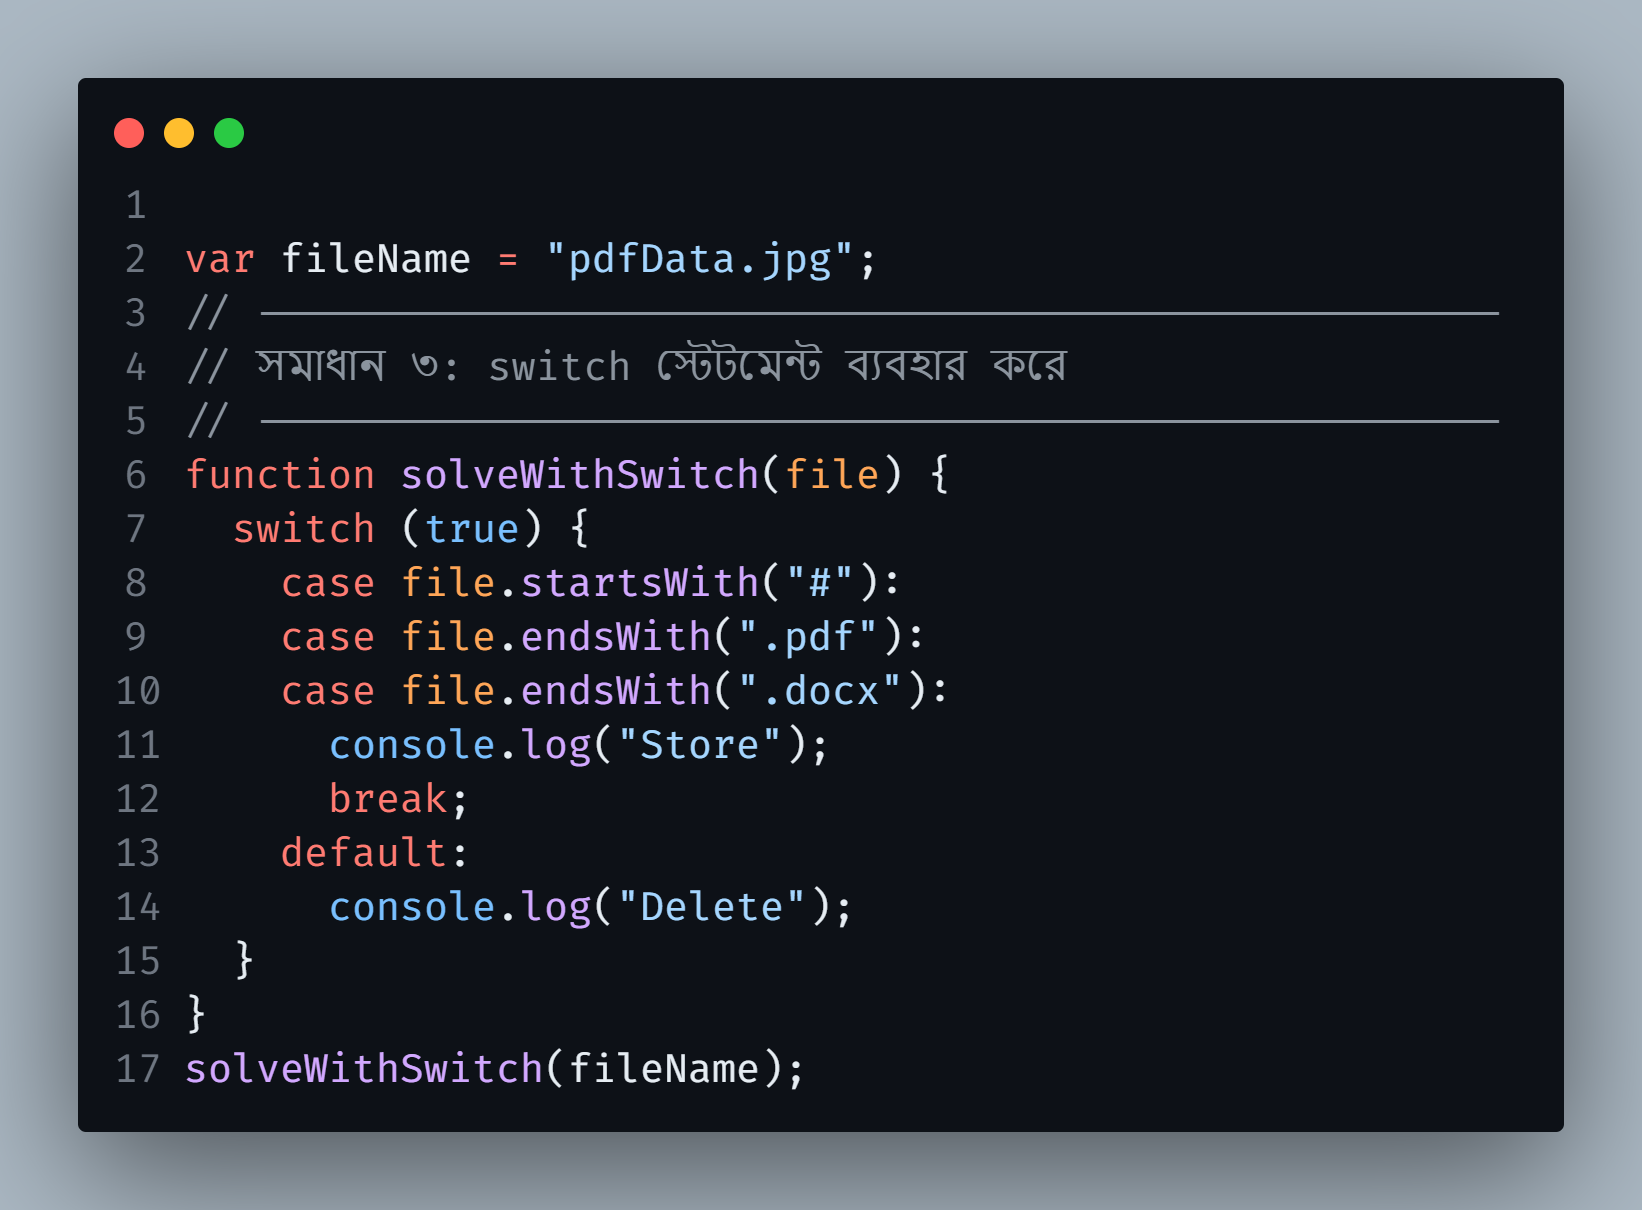 1
2 var fileName = "pdfData.jpg";
3 // ----------------------------------------------------
4 // সমাধান ৩: switch স্টেটমেন্ট ব্যবহার করে
5 // ----------------------------------------------------
6 function solveWithSwitch(file) {
7   switch (true) {
8     case file.startsWith("#"):
9     case file.endsWith(".pdf"):
10     case file.endsWith(".docx"):
11       console.log("Store");
12       break;
13     default:
14       console.log("Delete");
15   }
16 }
17 solveWithSwitch(fileName);